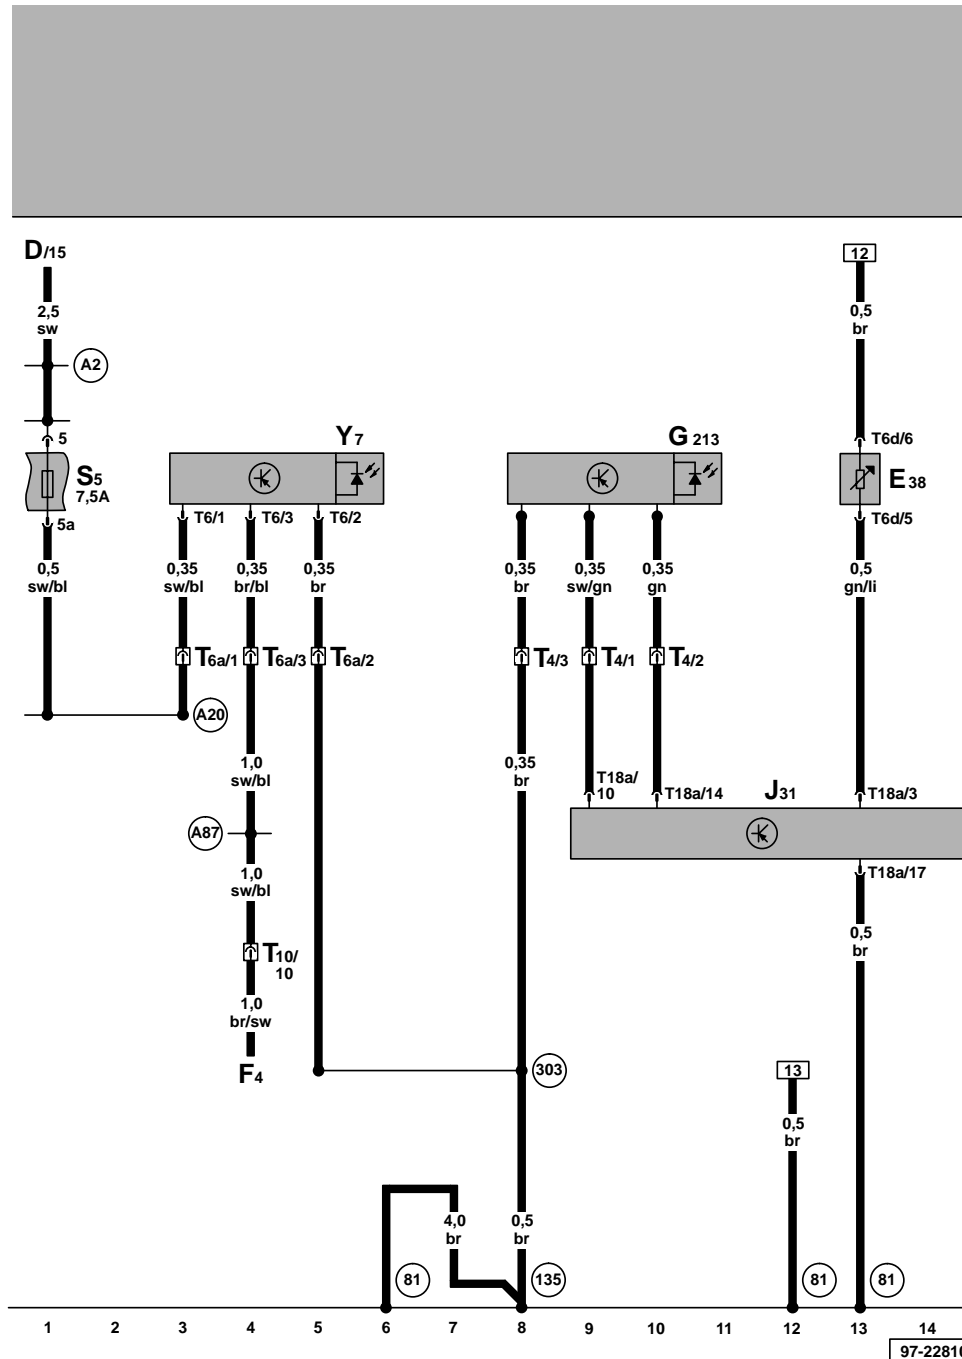 D/15
12
2,5
sw
0,5
br
A2
5
Y7
G213
T6d/6
S5
7,5A
E38
5a
T6/1
T6/3
T6/2
T6d/5
0,5
sw/bl
0,35
sw/bl
0,35
br/bl
0,35
br
0,35
br
0,35
sw/gn
0,35
gn
0,5
gn/li
T6a/1
T6a/3
T6a/2
T4/3
T4/1
T4/2
A20
1,0
sw/bl
0,35
br
T18a/
10
T18a/14
J31
T18a/3
A87
1,0
sw/bl
T18a/17
T10/
10
0,5
br
1,0
br/sw
F4
303
13
0,5
br
4,0
br
0,5
br
81
135
81
81
1 2 3 4 5 6 7 8 9 10 11 12 13 14
97-22810